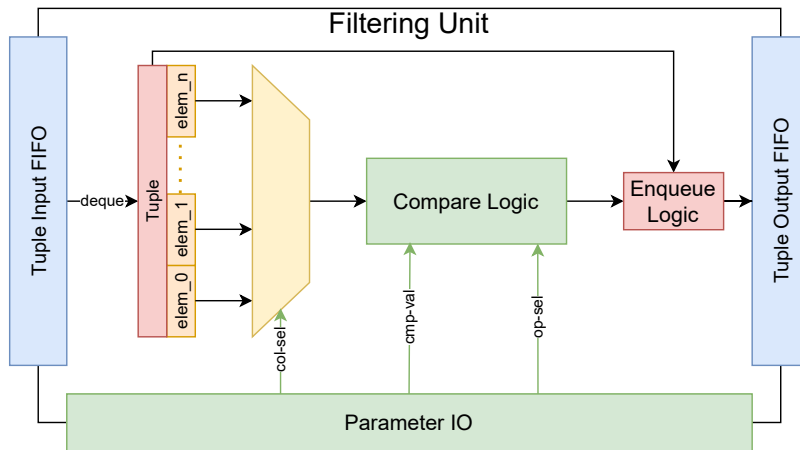 Filtering Unit
Tuple Input FIFO
deque
Tuple
elem_n
elem_1
elem_0
Compare Logic
Enqueue
Logic
Tuple Output FIFO
col-sel
cmp-val
op-sel
Parameter IO